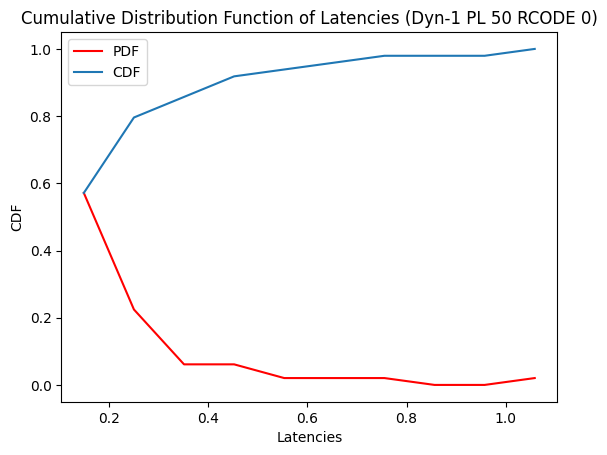 Cumulative Distribution Function of Latencies (Dyn-1 PL 50 RCODE 0)
PDF
CDF
1.0
0.8
0.6
0.4
0.2
0.0
CDF
0.2 0.4 0.6 0.8 1.0
Latencies